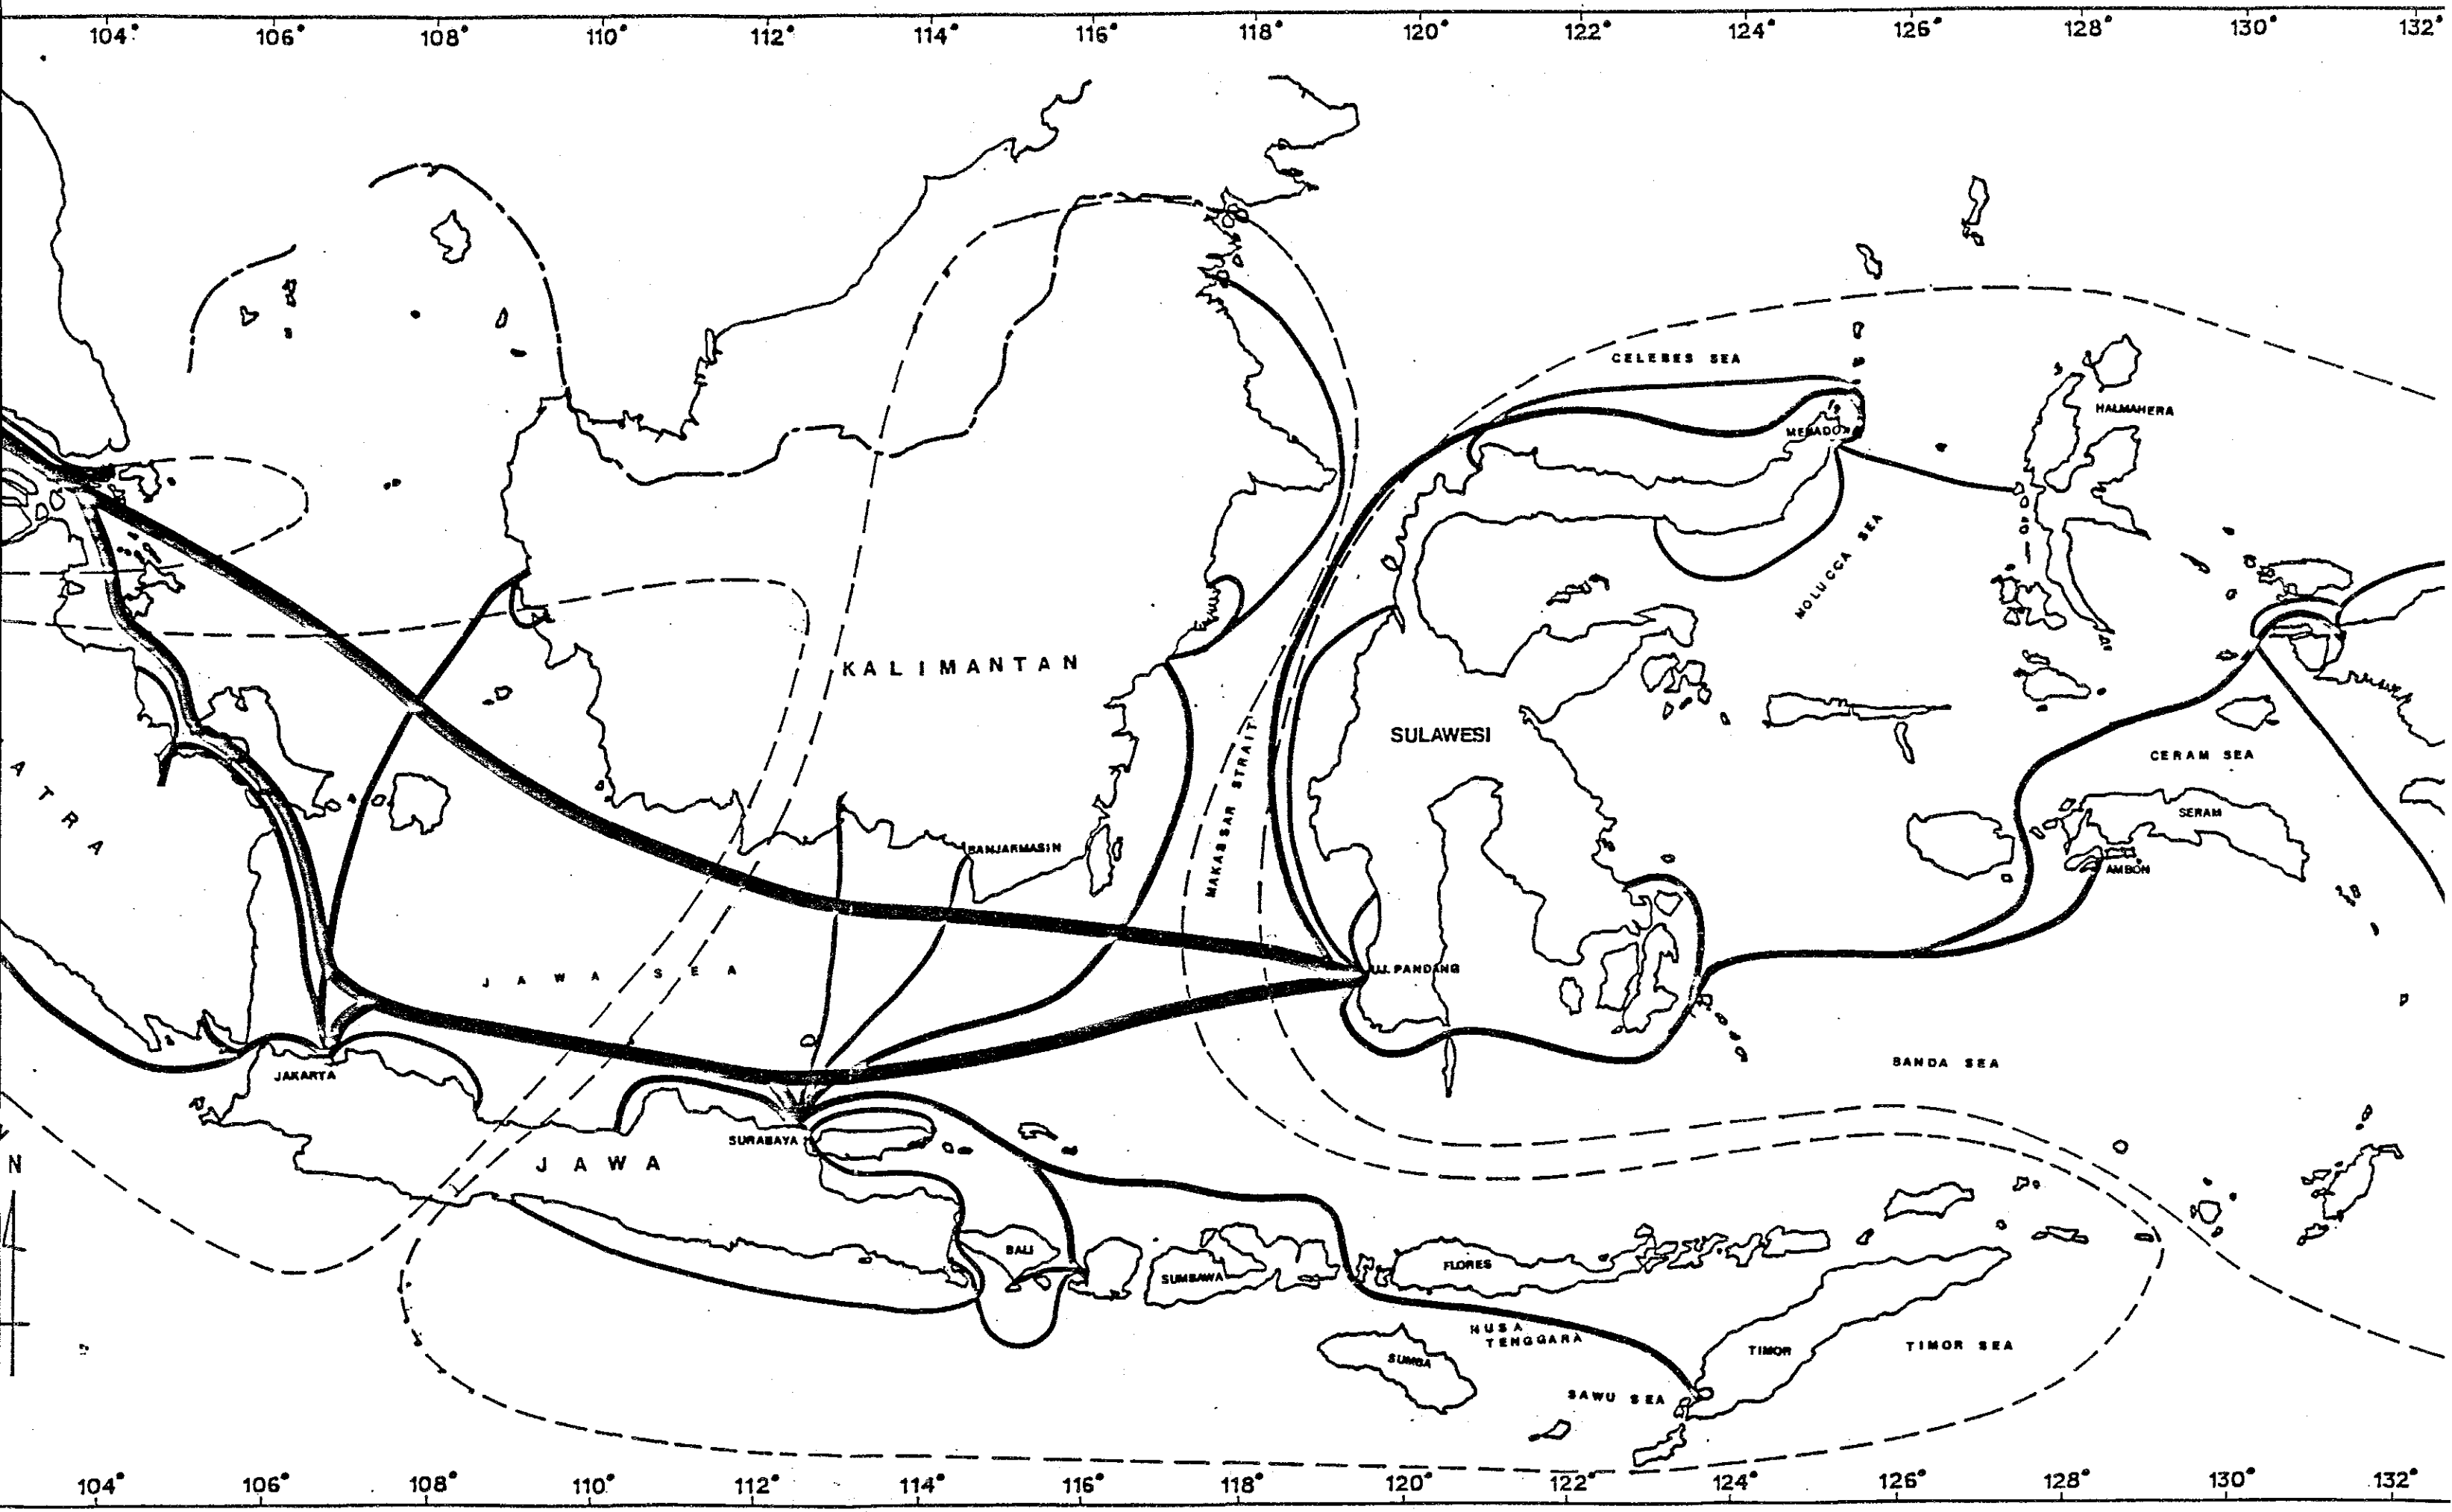 104° 106° 108° 110° 112° 114° 116° 118° 120° 122° 124° 126° 128° 130° 132°
CELEBES SEA
HALMAHERA
MENADO
MOLUCCA SEA
KALIMANTAN
SULAWESI
MAKASSAR STRAIT
CERAM SEA
SERAM
AMBON
ATRA
BANJARMASIN
JAWA SEA
UJ. PANDANG
BANDA SEA
JAKARTA
SURABAYA
JAWA
N
BALI
SUMBAWA
FLORES
NUSA
TENGGARA
SUMBA
TIMOR
TIMOR SEA
SAWU SEA
104° 106° 108° 110° 112° 114° 116° 118° 120° 122° 124° 126° 128° 130° 132°